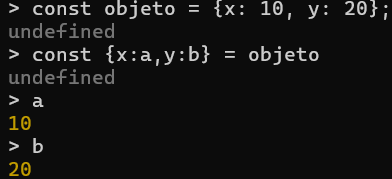 > const objeto = {x: 10, y: 20};
undefined
> const {x:a,y:b} = objeto
undefined
> a
10
> b
20